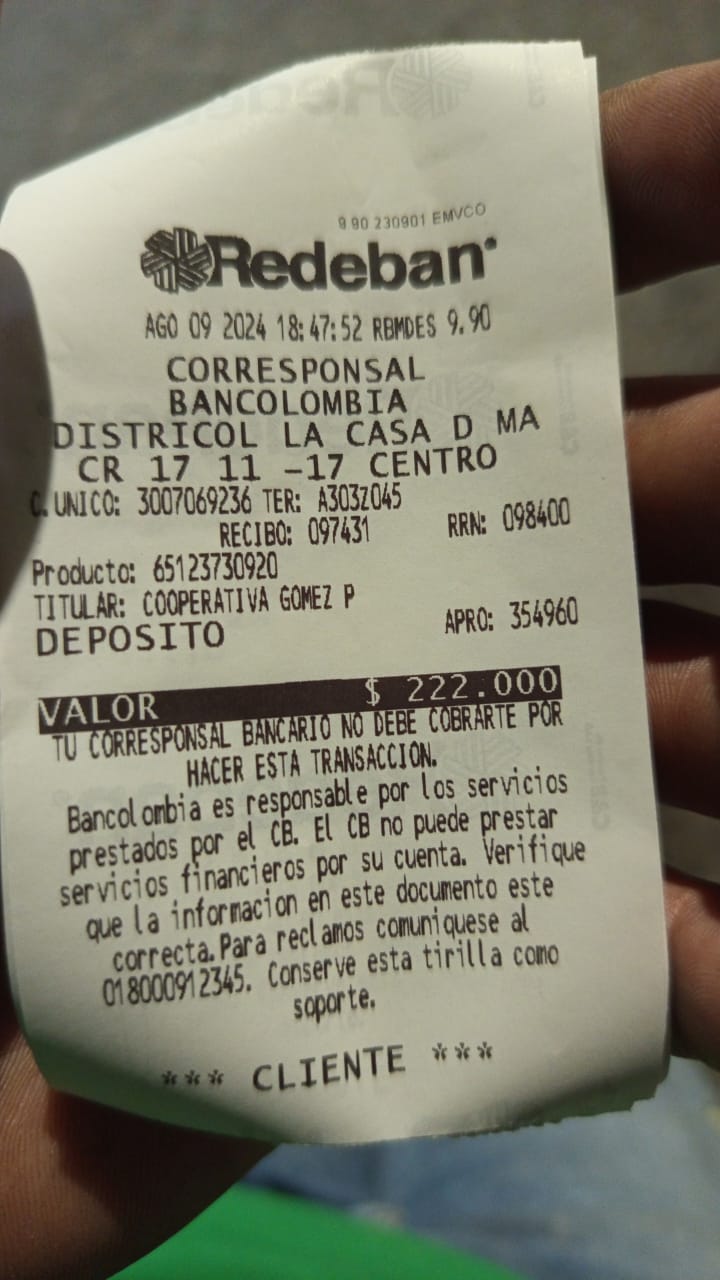 9 90 230901 EMVCO
Redeban
AGO 09 2024 18:47:52 RBMDES 9.90
CORRESPONSAL
BANCOLOMBIA
DISTRICOL LA CASA D MA
CR 17 11 -17 CENTRO
C. UNICO: 3007069236 TER: A303Z045
RECIBO: 097431 RRN: 098400
Producto: 65123730920
TITULAR: COOPERATIVA GOMEZ P
DEPOSITO APRO: 354960
VALOR $ 222.000
TU CORRESPONSAL BANCARIO NO DEBE COBRARTE POR
HACER ESTA TRANSACCION.
Bancolombia es responsable por los servicios
prestados por el CB. El CB no puede prestar
servicios financieros por su cuenta. Verifique
que la informacion en este documento este
correcta.Para reclamos comuniquese al
018000912345. Conserve esta tirilla como
soporte.
*** CLIENTE ***